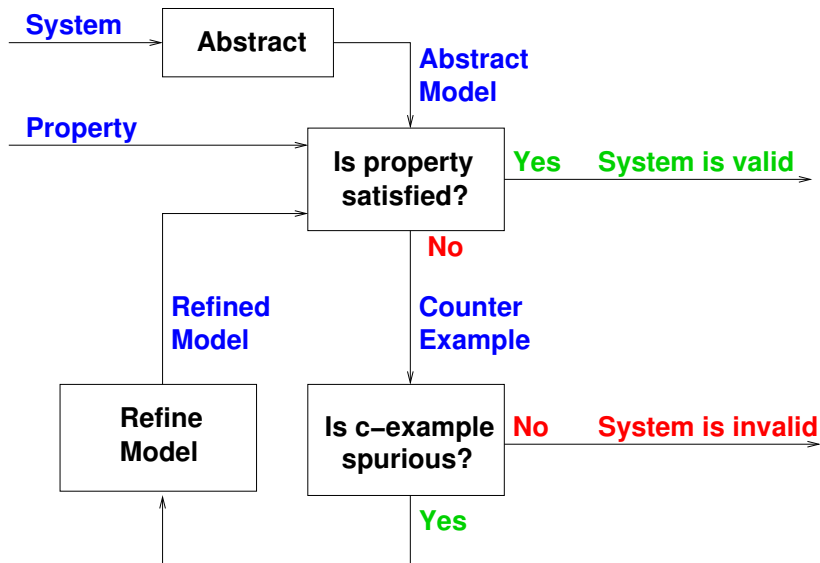 System
Abstract
Abstract
Model
Property
Is property
satisfied?
Yes System is valid
No
Refined
Model
Counter
Example
Refine
Model
Is c−example
spurious?
No System is invalid
Yes